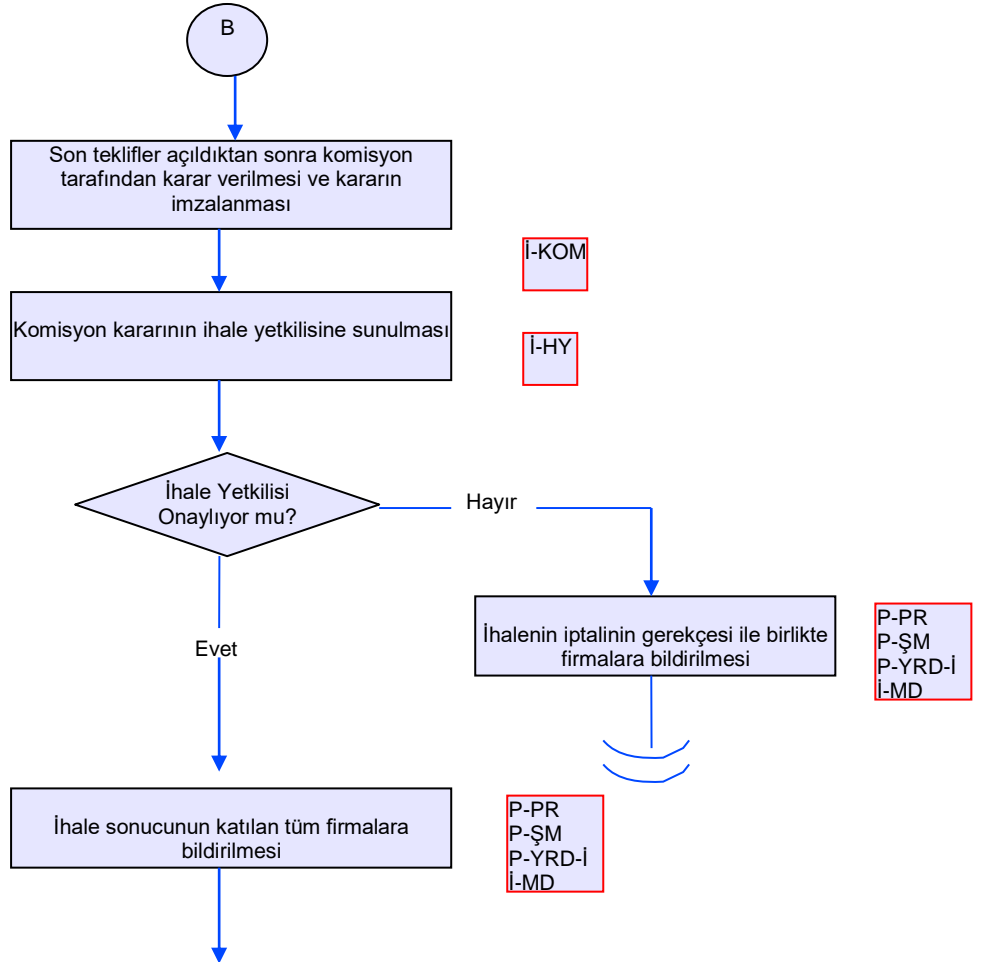 B
Son teklifler açıldıktan sonra komisyon
tarafından karar verilmesi ve kararın
imzalanması
İ-KOM
Komisyon kararının ihale yetkilisine sunulması
İ-HY
İhale Yetkilisi
Onaylıyor mu?
Hayır
Evet
İhalenin iptalinin gerekçesi ile birlikte
firmalara bildirilmesi
P-PR
P-ŞM
P-YRD-İ
İ-MD
İhale sonucunun katılan tüm firmalara
bildirilmesi
P-PR
P-ŞM
P-YRD-İ
İ-MD